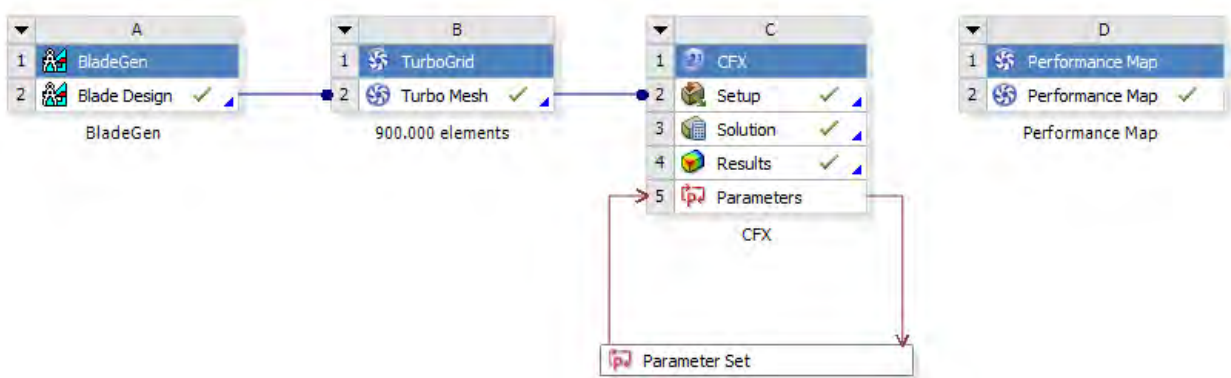 A
1 BladeGen
2 Blade Design
BladeGen
B
1 TurboGrid
2 Turbo Mesh
900.000 elements
C
1 CFX
2 Setup
3 Solution
4 Results
5 Parameters
CFX
D
1 Performance Map
2 Performance Map
Performance Map
Parameter Set